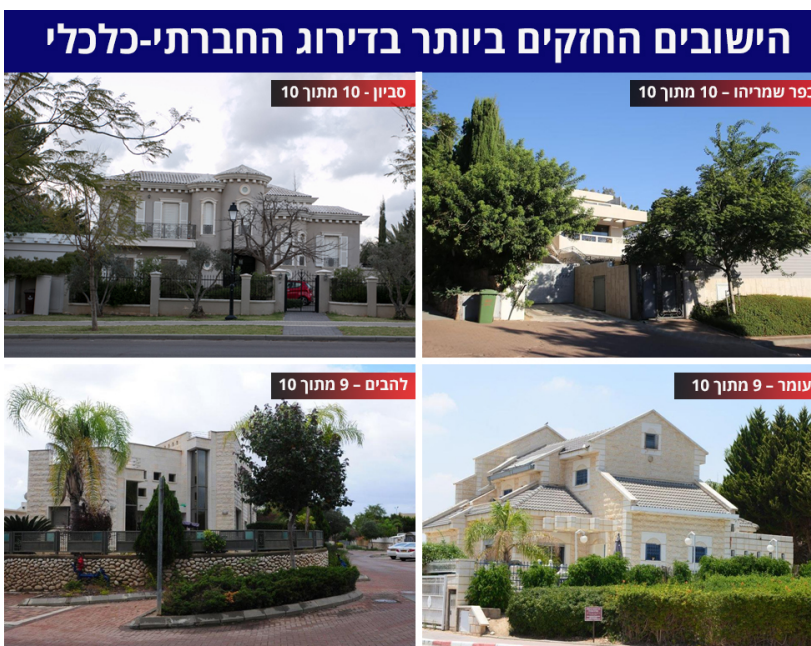 הישובים החזקים ביותר בדירוג החברתי-כלכלי
כפר שמריהו – 10 מתוך 10
סביון - 10 מתוך 10
עומר – 9 מתוך 10
להבים – 9 מתוך 10